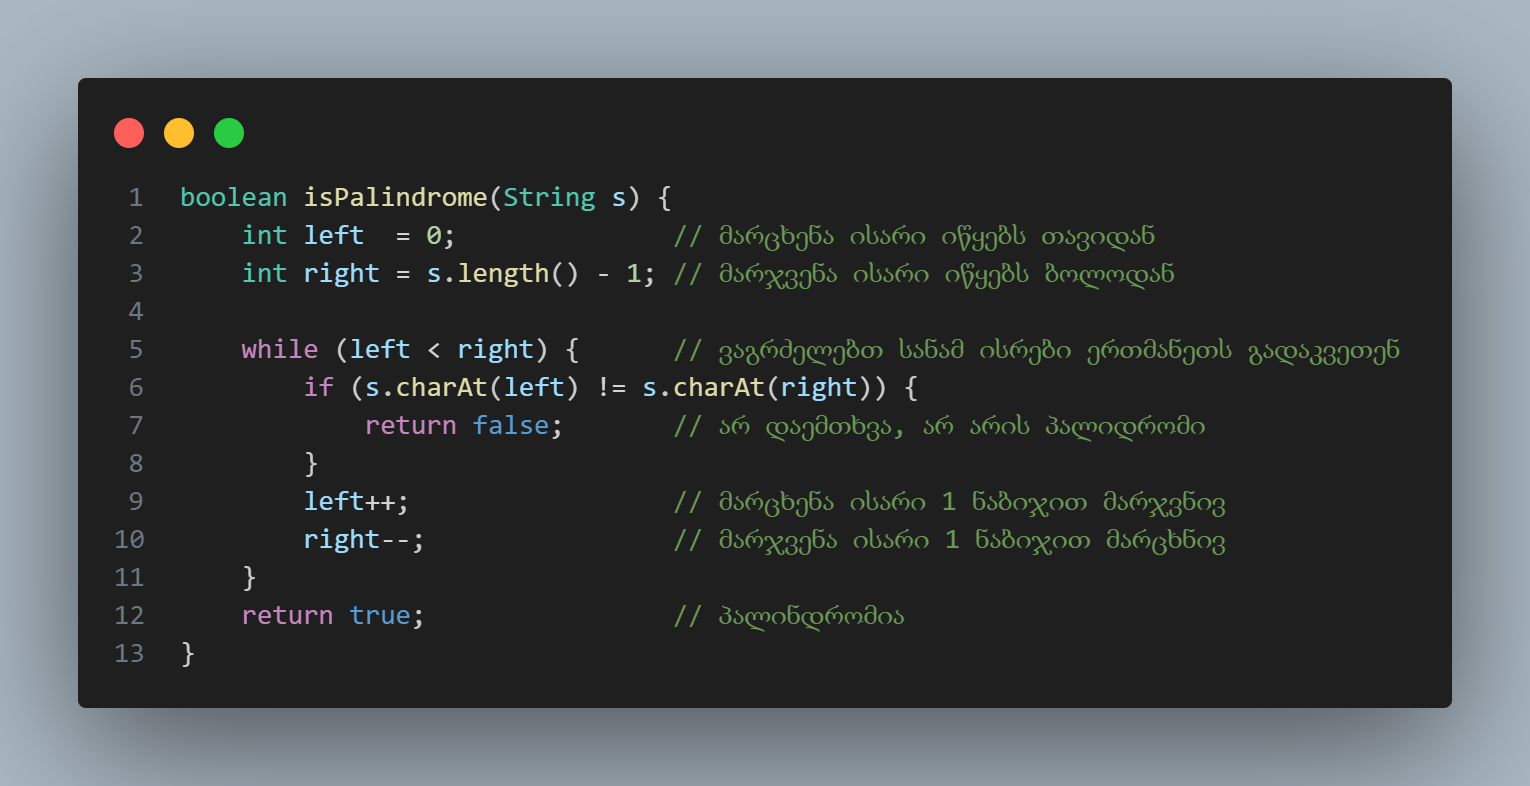 1 boolean isPalindrome(String s) {
2     int left  = 0;              // მარცხენა ისარი იწყებს თავიდან
3     int right = s.length() - 1; // მარჯვენა ისარი იწყებს ბოლოდან
4
5     while (left < right) {      // ვაგრძელებთ სანამ ისრები ერთმანეთს გადაკვეთენ
6         if (s.charAt(left) != s.charAt(right)) {
7             return false;       // არ დაემთხვა, არ არის პალიდრომი
8         }
9         left++;                 // მარცხენა ისარი 1 ნაბიჯით მარჯვნივ
10         right--;                // მარჯვენა ისარი 1 ნაბიჯით მარცხნივ
11     }
12     return true;                // პალინდრომია
13 }